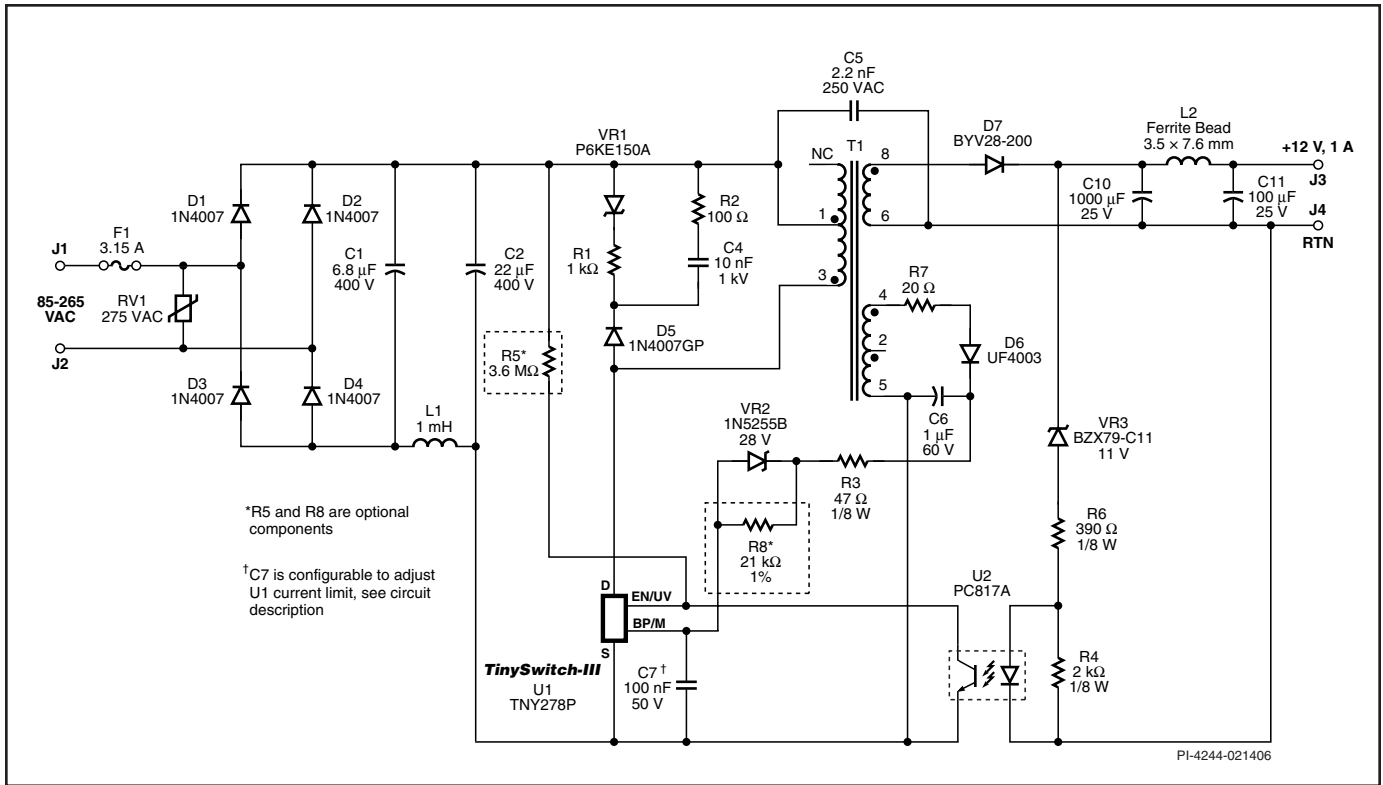 C5
2.2 nF
250 VAC
VR1
P6KE150A
NC
T1
8
D7
BYV28-200
L2
Ferrite Bead
3.5 × 7.6 mm
+12 V, 1 A
J3
D1
1N4007
D2
1N4007
R2
100 Ω
C10
1000 μF
25 V
C11
100 μF
25 V
J4
RTN
F1
3.15 A
J1
C1
6.8 μF
400 V
C2
22 μF
400 V
R1
1 kΩ
C4
10 nF
1 kV
1
6
3
R7
20 Ω
85-265
VAC
RV1
275 VAC
J2
R5*
3.6 MΩ
D5
1N4007GP
4
2
5
D6
UF4003
D3
1N4007
D4
1N4007
L1
1 mH
VR2
1N5255B
28 V
C6
1 μF
60 V
VR3
BZX79-C11
11 V
R3
47 Ω
1/8 W
*R5 and R8 are optional
components
R8*
21 kΩ
1%
R6
390 Ω
1/8 W
†C7 is configurable to adjust
U1 current limit, see circuit
description
D
EN/UV
BP/M
S
U2
PC817A
TinySwitch-III
U1
TNY278P
C7†
100 nF
50 V
R4
2 kΩ
1/8 W
PI-4244-021406